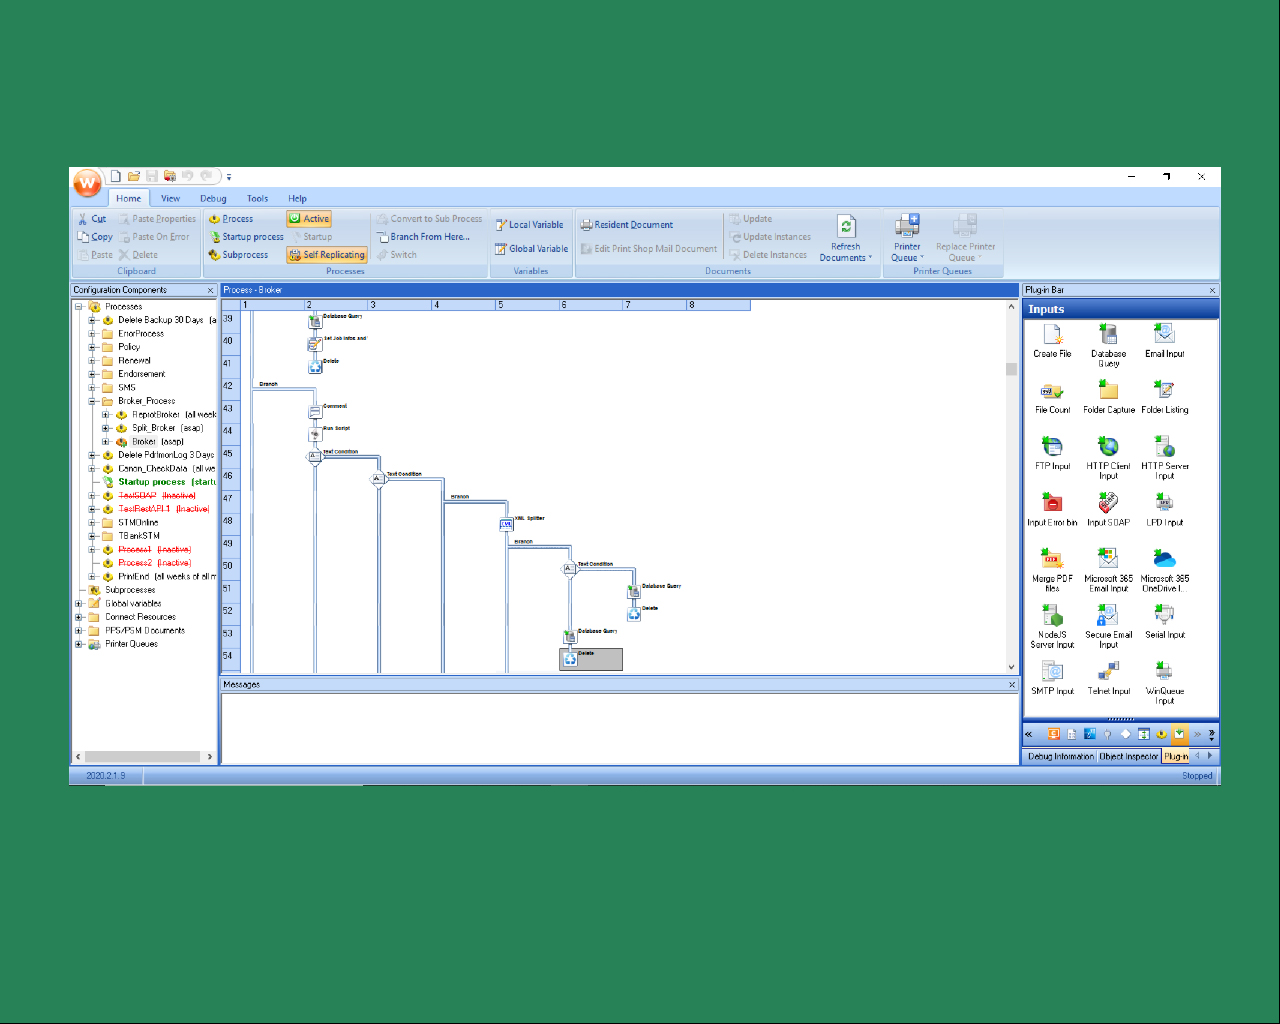 W
Home View Debug Tools Help
Cut Paste Properties
Copy Paste On Error
Paste Delete
Clipboard
Process Active Convert to Sub Process
Startup process Startup Branch From Here...
Subprocess Self Replicating Switch
Processes
Local Variable
Global Variable
Variables
Resident Document
Edit Print Shop Mail Document
Update
Update Instances
Delete Instances
Refresh
Documents
Documents
Printer
Queue
Replace Printer
Queue
Printer Queues
Configuration Components
Processes
Delete Backup 30 Days (a
ErrorProcess
Policy
Renewal
Endorsement
SMS
Broker_Process
ReprotBroker (all week
Split_Broker (asap)
Broker (asap)
Delete PdrlmonLog 3 Days
Canon_CheckData (all we
Startup process (startu
TestSOAP (Inactive)
TestRestAPI.1 (Inactive)
STMOnline
TBankSTM
Process1 (Inactive)
Process2 (Inactive)
PrintEnd (all weeks of all m
Subprocesses
Global variables
Connect Resources
PPS/PSM Documents
Printer Queues
Process - Broker
1 2 3 4 5 6 7 8
39 Database Query
40 Set Job Infos and
41 Delete
42 Branch
43 Comment
44 Run Script
45 Text Condition
46 Text Condition
47 Branch
48 XML Splitter
49 Branch
50 Text Condition
51 Database Query
52 Delete
53 Database Query
54 Delete
Messages
Plug-in Bar
Inputs
Create File Database Query Email Input
File Count Folder Capture Folder Listing
FTP Input HTTP Client Input HTTP Server Input
Input Error bin Input SOAP LPD Input
Merge PDF files Microsoft 365 Email Input Microsoft 365 OneDrive I...
NodeJS Server Input Secure Email Input Serial Input
SMTP Input Telnet Input WinQueue Input
Debug Information Object Inspector Plug-in
2020.2.1.9
Stopped